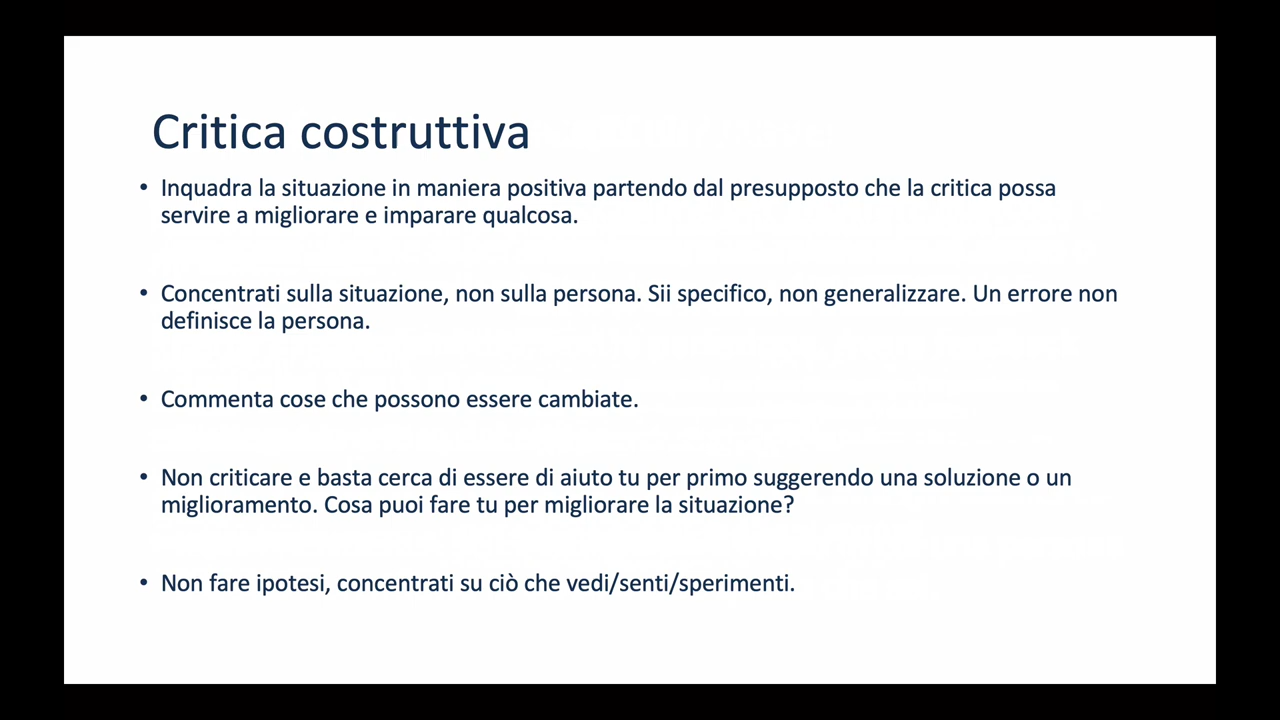 Critica costruttiva
• Inquadra la situazione in maniera positiva partendo dal presupposto che la critica possa
servire a migliorare e imparare qualcosa.
• Concentrati sulla situazione, non sulla persona. Sii specifico, non generalizzare. Un errore non
definisce la persona.
• Commenta cose che possono essere cambiate.
• Non criticare e basta cerca di essere di aiuto tu per primo suggerendo una soluzione o un
miglioramento. Cosa puoi fare tu per migliorare la situazione?
• Non fare ipotesi, concentrati su ciò che vedi/senti/sperimenti.